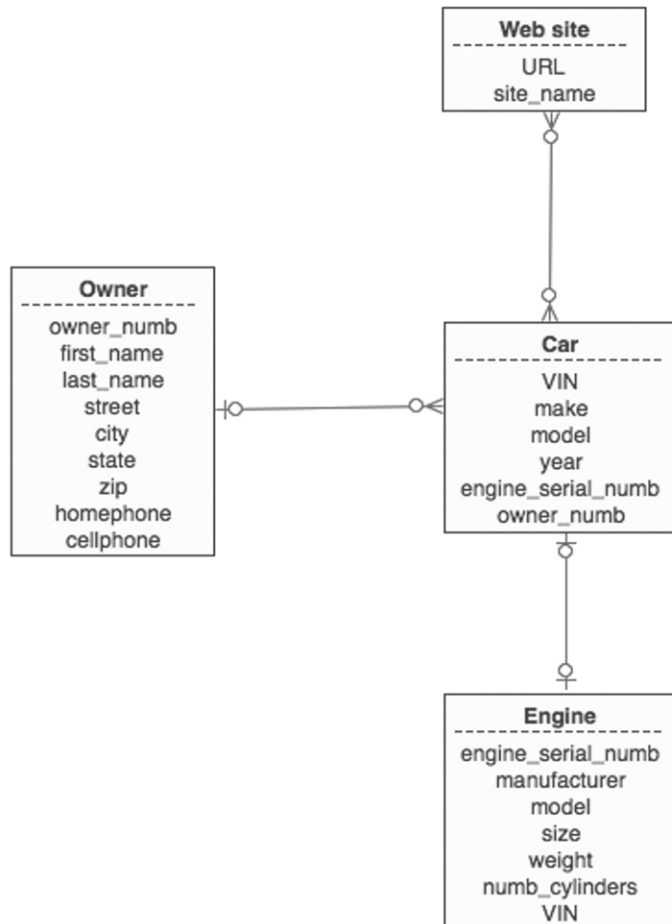 Web site
URL
site_name
Owner
owner_numb
first_name
last_name
street
city
state
zip
homephone
cellphone
Car
VIN
make
model
year
engine_serial_numb
owner_numb
Engine
engine_serial_numb
manufacturer
model
size
weight
numb_cylinders
VIN